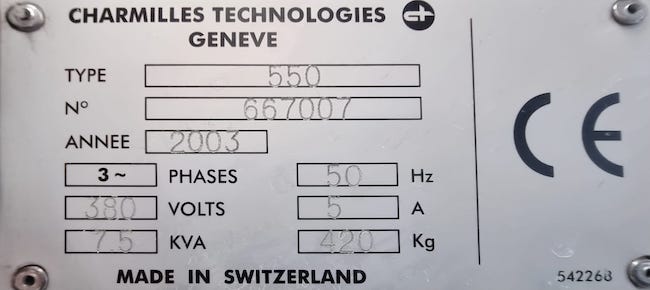 CHARMILLES TECHNOLOGIES
GENEVE
TYPE 550
Nº 667007
ANNEE 2003
3~ PHASES 50 Hz
380 VOLTS 5 A
7.5 KVA 420 Kg
MADE IN SWITZERLAND
542268
CE